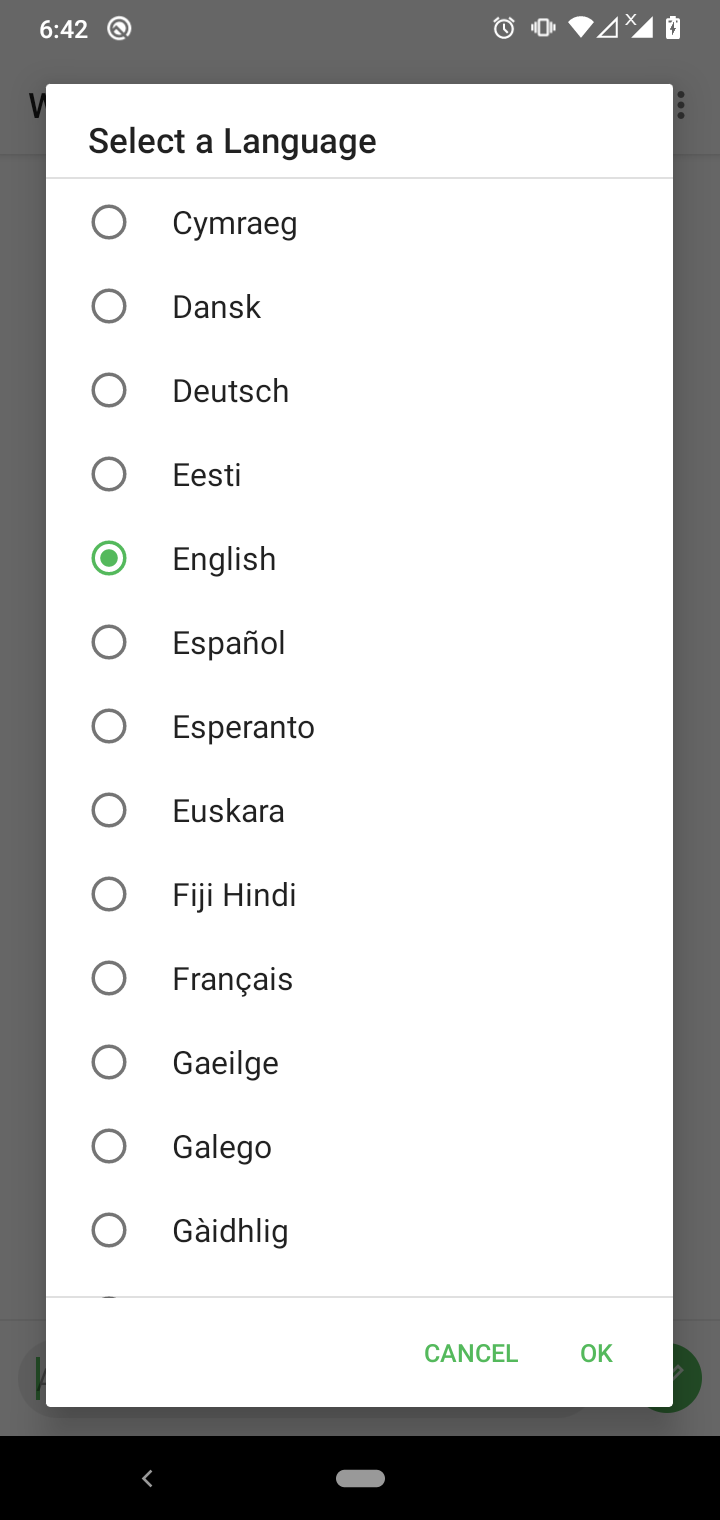 6:42
Select a Language
Cymraeg
Dansk
Deutsch
Eesti
English
Español
Esperanto
Euskara
Fiji Hindi
Français
Gaeilge
Galego
Gàidhlig
CANCEL OK